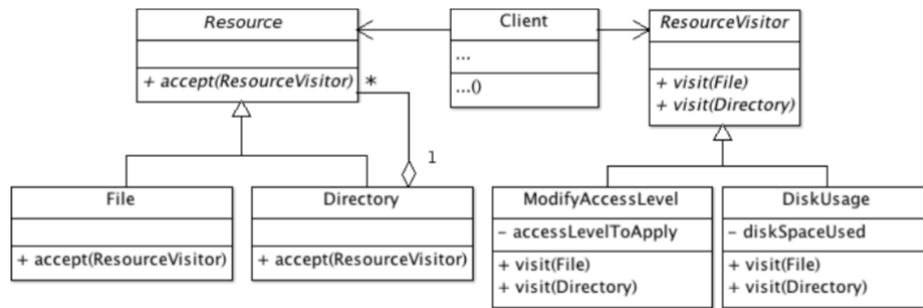 Resource
+ accept(ResourceVisitor)
*
Client
...
...()
ResourceVisitor
+ visit(File)
+ visit(Directory)
1
File
+ accept(ResourceVisitor)
Directory
+ accept(ResourceVisitor)
ModifyAccessLevel
- accessLevelToApply
+ visit(File)
+ visit(Directory)
DiskUsage
- diskSpaceUsed
+ visit(File)
+ visit(Directory)